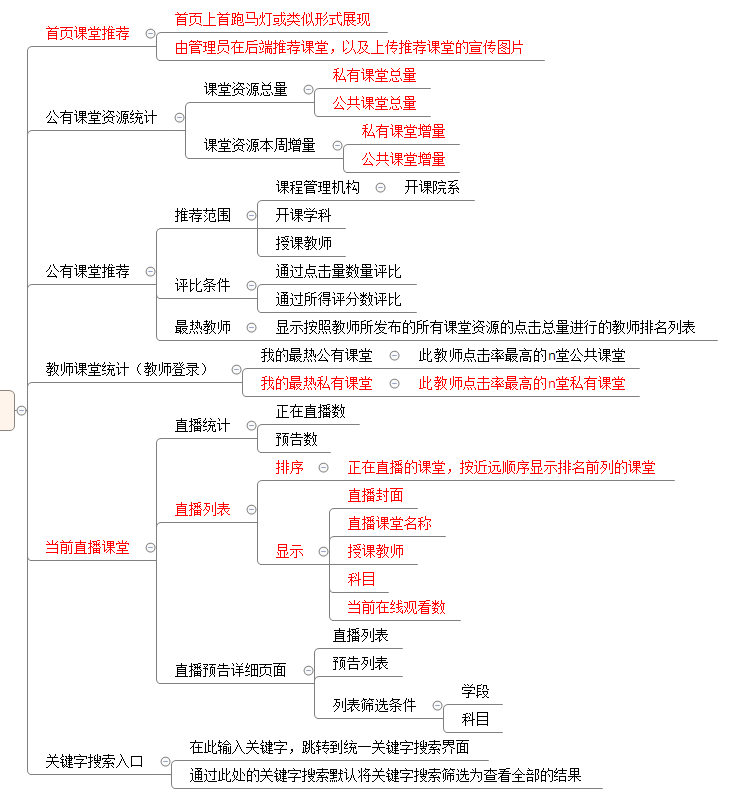 首页课堂推荐
首页上首跑马灯或类似形式展现
由管理员在后端推荐课堂，以及上传推荐课堂的宣传图片
公有课堂资源统计
课堂资源总量
私有课堂总量
公共课堂总量
课堂资源本周增量
私有课堂增量
公共课堂增量
公有课堂推荐
推荐范围
课程管理机构
开课院系
开课学科
授课教师
评比条件
通过点击量数量评比
通过所得评分数评比
最热教师
显示按照教师所发布的所有课堂资源的点击总量进行的教师排名列表
教师课堂统计（教师登录）
我的最热公有课堂
此教师点击率最高的n堂公共课堂
我的最热私有课堂
此教师点击率最高的n堂私有课堂
当前直播课堂
直播统计
正在直播数
预告数
直播列表
排序
正在直播的课堂，按近远顺序显示排名前列的课堂
显示
直播封面
直播课堂名称
授课教师
科目
当前在线观看数
直播预告详细页面
直播列表
预告列表
列表筛选条件
学段
科目
关键字搜索入口
在此输入关键字，跳转到统一关键字搜索界面
通过此处的关键字搜索默认将关键字搜索筛选为查看全部的结果